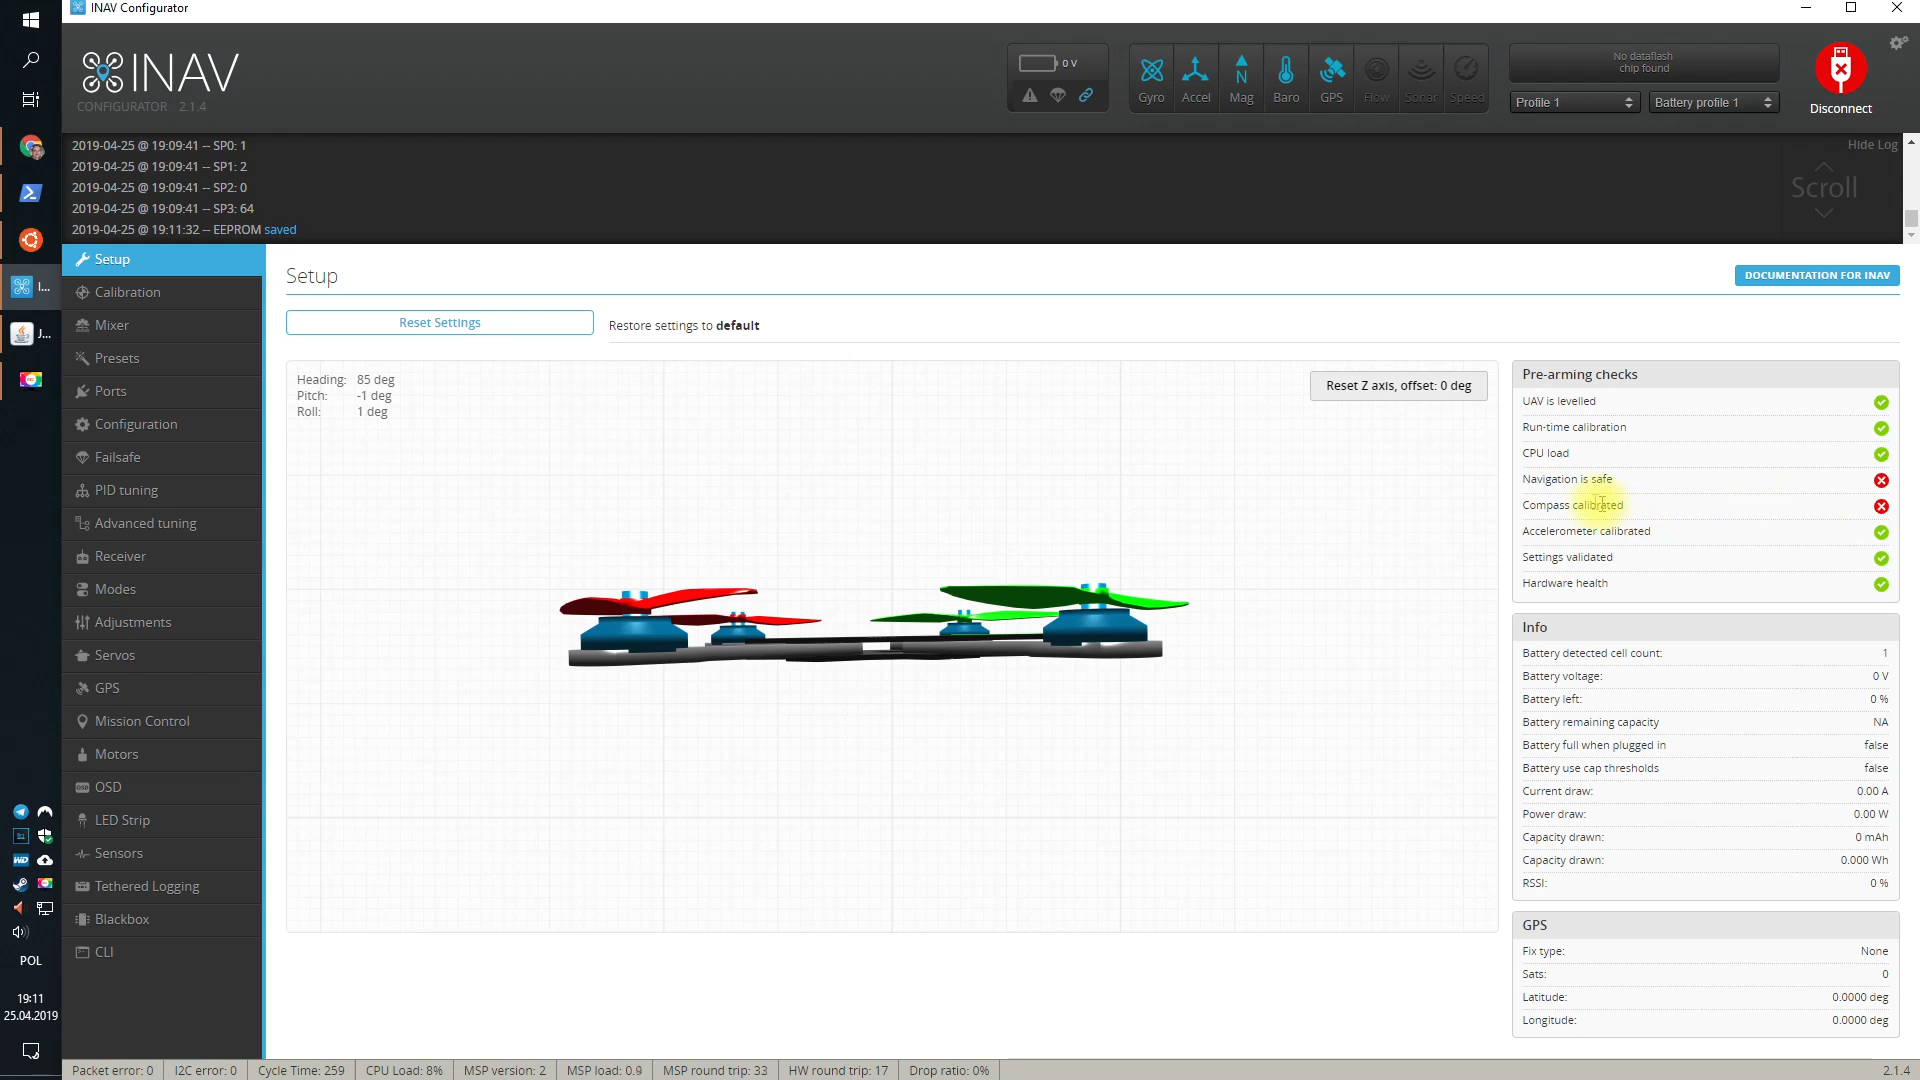 INAV Configurator
INAV
CONFIGURATOR 2.1.4
0 V
Gyro
Accel
Mag
Baro
GPS
Flow
Sonar
Speed
No dataflash
chip found
Profile 1
Battery profile 1
Disconnect
2019-04-25 @ 19:09:41 -- SP0: 1
2019-04-25 @ 19:09:41 -- SP1: 2
2019-04-25 @ 19:09:41 -- SP2: 0
2019-04-25 @ 19:09:41 -- SP3: 64
2019-04-25 @ 19:11:32 -- EEPROM saved
Hide Log
Scroll
I...
J...
Setup
Calibration
Mixer
Presets
Ports
Configuration
Failsafe
PID tuning
Advanced tuning
Receiver
Modes
Adjustments
Servos
GPS
Mission Control
Motors
OSD
LED Strip
Sensors
Tethered Logging
Blackbox
CLI
Setup
DOCUMENTATION FOR INAV
Reset Settings
Restore settings to default
Heading: 85 deg
Pitch: -1 deg
Roll: 1 deg
Reset Z axis, offset: 0 deg
Pre-arming checks
UAV is levelled
Run-time calibration
CPU load
Navigation is safe
Compass calibrated
Accelerometer calibrated
Settings validated
Hardware health
Info
Battery detected cell count: 1
Battery voltage: 0 V
Battery left: 0 %
Battery remaining capacity NA
Battery full when plugged in false
Battery use cap thresholds false
Current draw: 0.00 A
Power draw: 0.00 W
Capacity drawn: 0 mAh
Capacity drawn: 0.000 Wh
RSSI: 0 %
GPS
Fix type: None
Sats: 0
Latitude: 0.0000 deg
Longitude: 0.0000 deg
WD
POL
19:11
25.04.2019
Packet error: 0
I2C error: 0
Cycle Time: 259
CPU Load: 8%
MSP version: 2
MSP load: 0.9
MSP round trip: 33
HW round trip: 17
Drop ratio: 0%
2.1.4